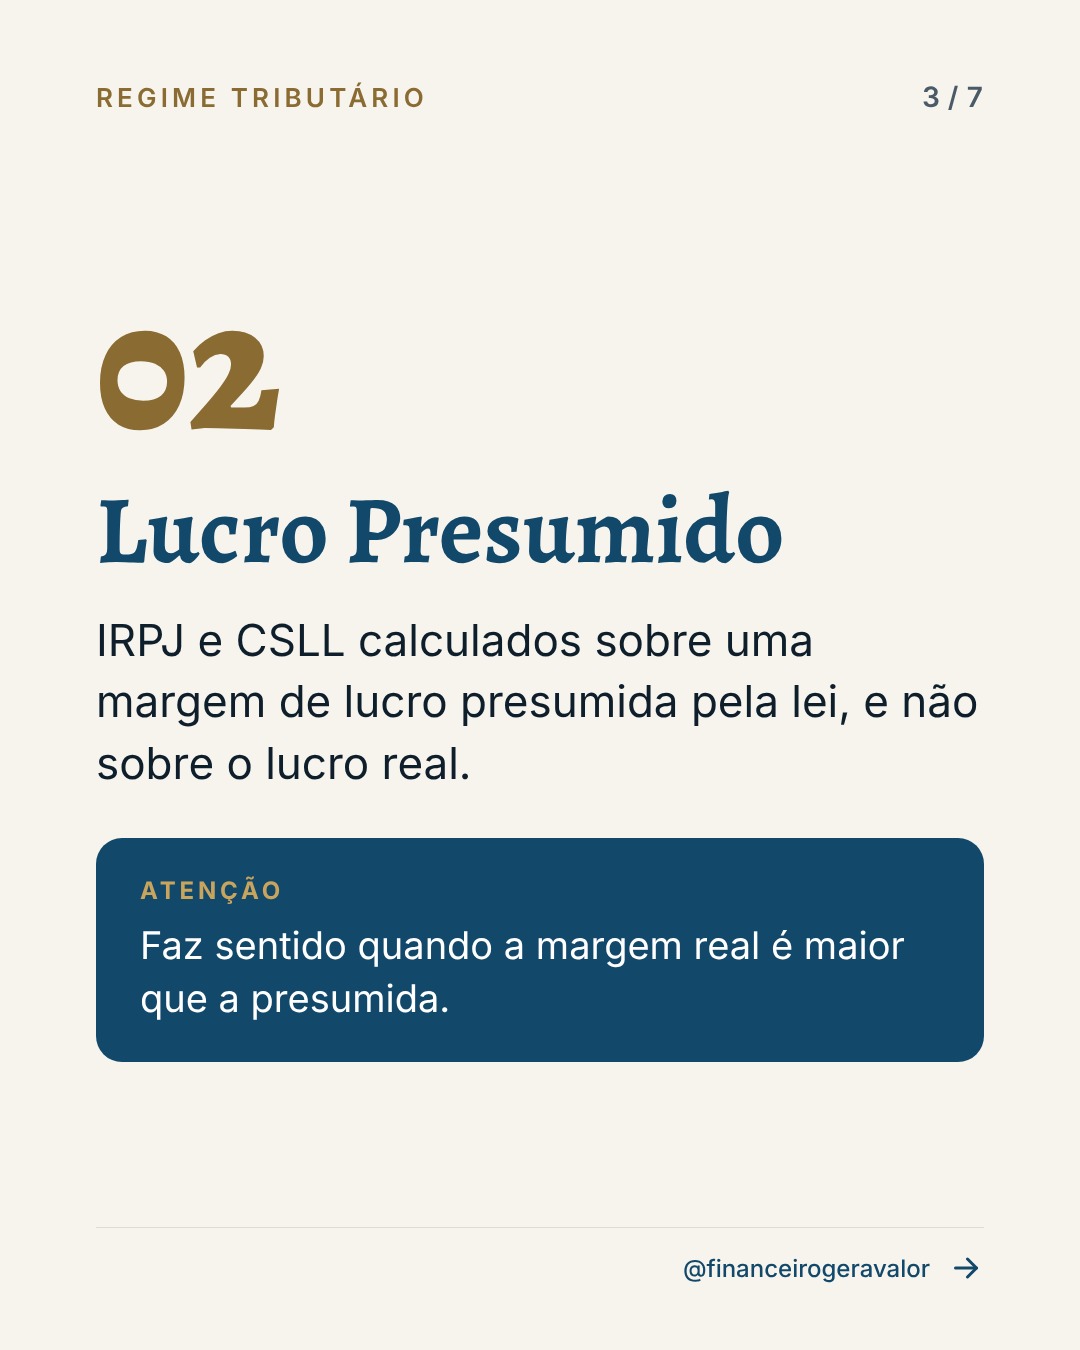 REGIME TRIBUTÁRIO
3 / 7
02
Lucro Presumido
IRPJ e CSLL calculados sobre uma
margem de lucro presumida pela lei, e não
sobre o lucro real.
ATENÇÃO
Faz sentido quando a margem real é maior
que a presumida.
@financeirogeravalor →